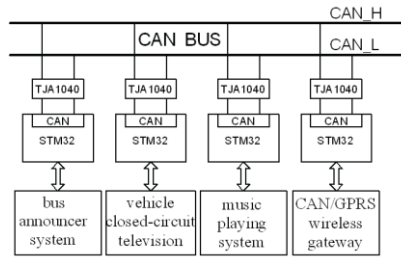 CAN_H
CAN BUS
CAN_L
TJA1040 TJA1040 TJA1040 TJA1040
CAN CAN CAN CAN
STM32 STM32 STM32 STM32
bus announcer system
vehicle closed-circuit television
music playing system
CAN/GPRS wireless gateway